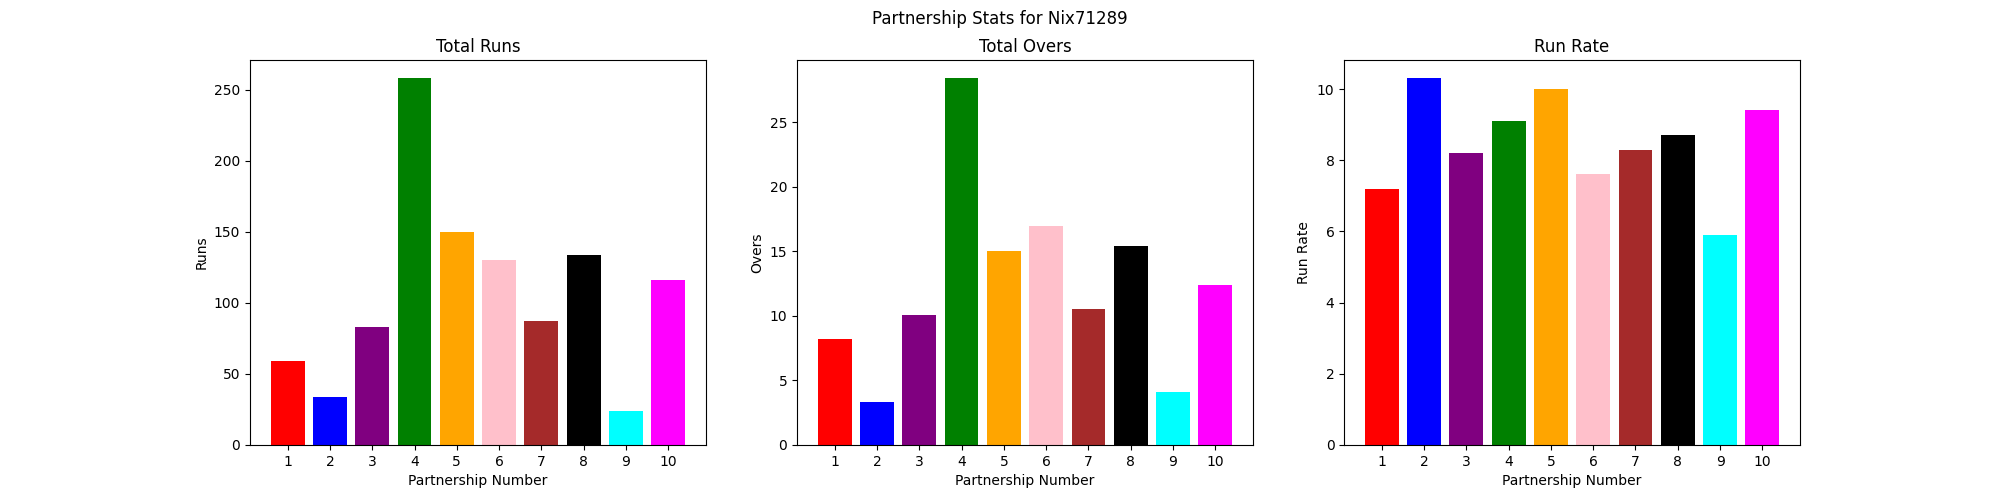 Partnership Stats for Nix71289
Total Runs
Runs
250
200
150
100
50
0
1 2 3 4 5 6 7 8 9 10
Partnership Number
Total Overs
Overs
25
20
15
10
5
0
1 2 3 4 5 6 7 8 9 10
Partnership Number
Run Rate
Run Rate
10
8
6
4
2
0
1 2 3 4 5 6 7 8 9 10
Partnership Number